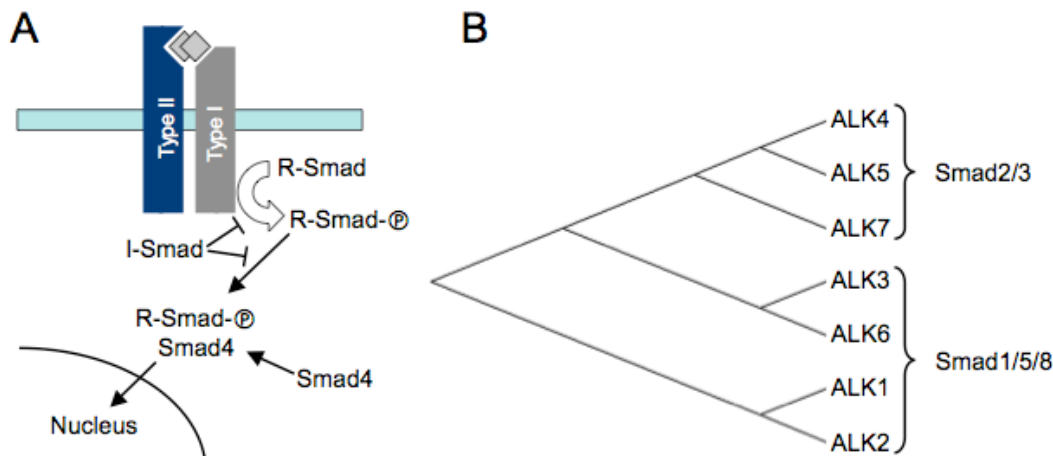 A
Type II
Type I
R-Smad
R-Smad-Ⓟ
I-Smad
R-Smad-Ⓟ
Smad4
Smad4
Nucleus
B
ALK4
ALK5
Smad2/3
ALK7
ALK3
ALK6
Smad1/5/8
ALK1
ALK2